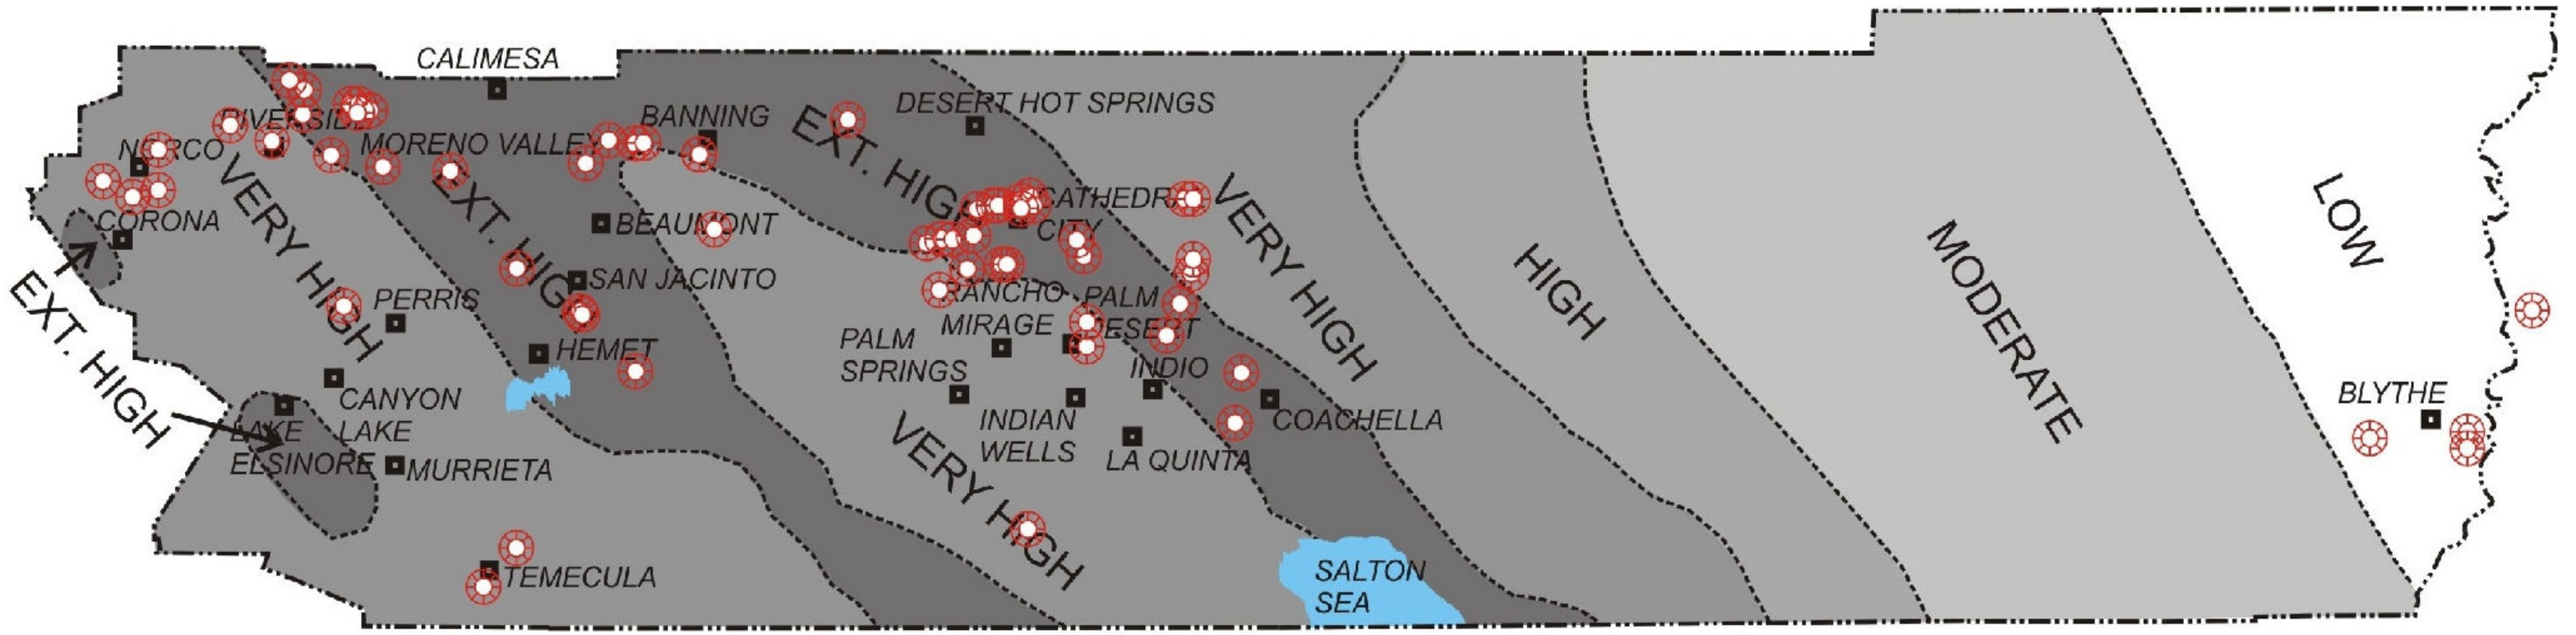 CALIMESA
RIVERSIDE
BANNING
DESERT HOT SPRINGS
NORCO
MORENO VALLEY
EXT. HIGH
VERY HIGH
EXT. HIGH
CATHEDRAL
CITY
VERY HIGH
LOW
CORONA
BEAUMONT
HIGH
MODERATE
EXT. HIGH
SAN JACINTO
PERRIS
RANCHO
MIRAGE
PALM
DESERT
PALM
SPRINGS
HEMET
INDIO
CANYON
LAKE
LAKE
ELSINORE
INDIAN
WELLS
COACHELLA
BLYTHE
MURRIETA
LA QUINTA
VERY HIGH
TEMECULA
SALTON
SEA